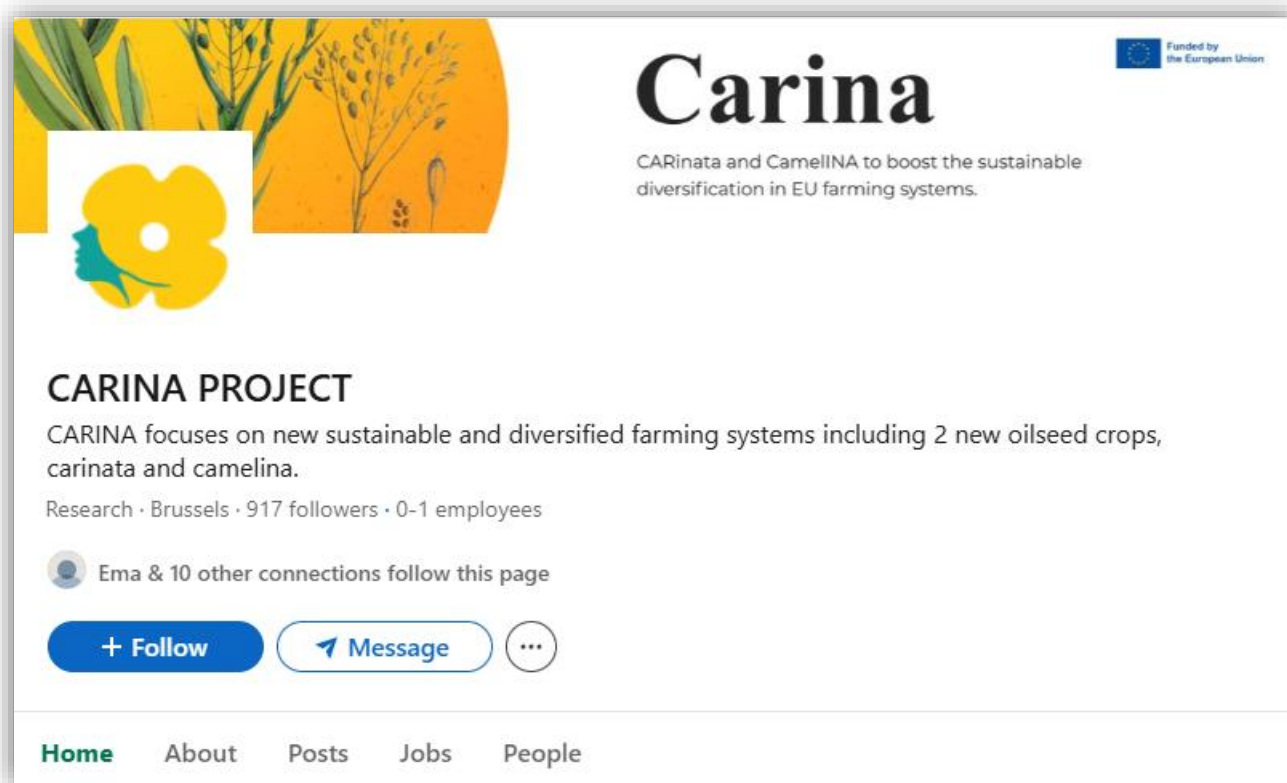 Carina
Funded by
the European Union
CARinata and CamelINA to boost the sustainable
diversification in EU farming systems.
CARINA PROJECT
CARINA focuses on new sustainable and diversified farming systems including 2 new oilseed crops,
carinata and camelina.
Research · Brussels · 917 followers · 0-1 employees
Ema & 10 other connections follow this page
+ Follow
Message
···
Home About Posts Jobs People